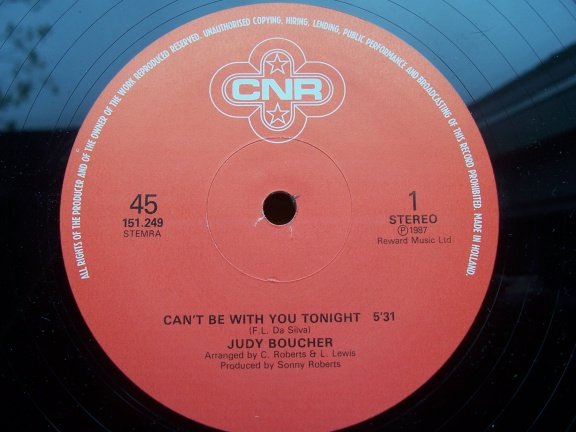 ALL RIGHTS OF THE PRODUCER AND OF THE OWNER OF THE WORK REPRODUCED RESERVED. UNAUTHORISED COPYING, HIRING, LENDING, PUBLIC PERFORMANCE AND BROADCASTING OF THIS RECORD PROHIBITED. MADE IN HOLLAND.
CNR
45
151.249
STEMRA
1
STEREO
Ⓟ1987
Reward Music Ltd
CAN'T BE WITH YOU TONIGHT 5'31
(F.L. Da Silva)
JUDY BOUCHER
Arranged by C. Roberts & L. Lewis
Produced by Sonny Roberts